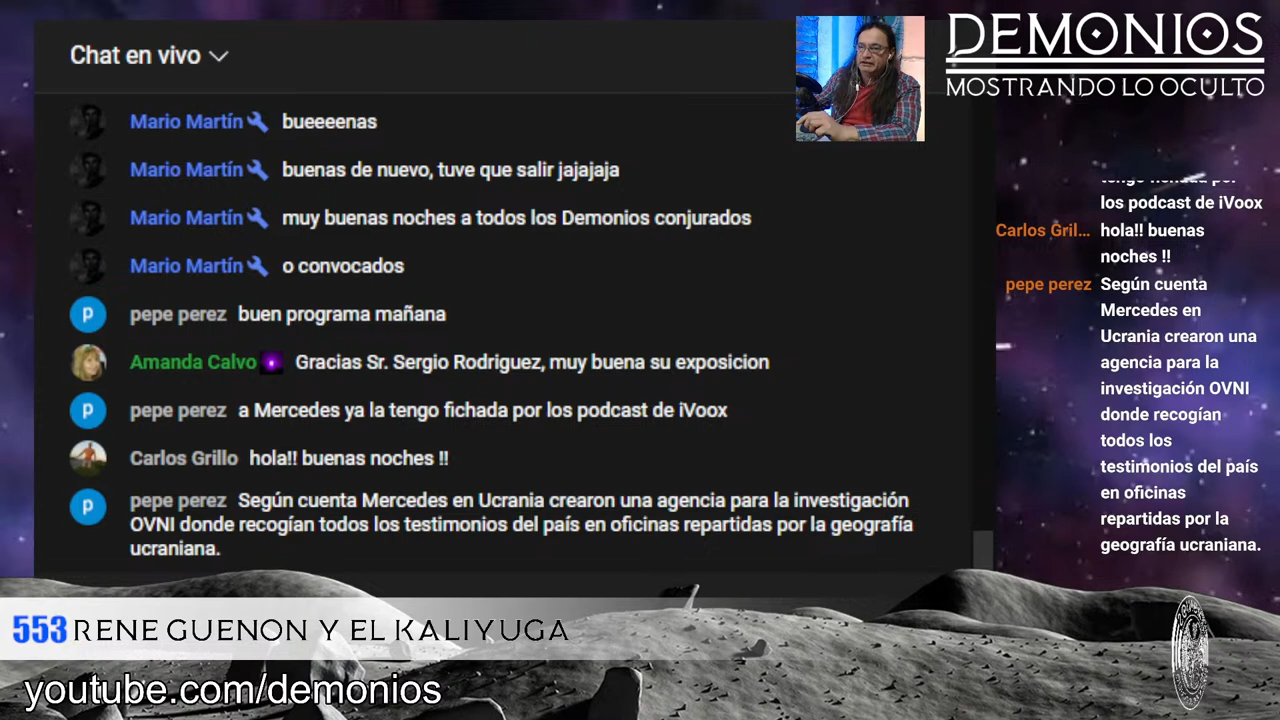 Chat en vivo
DEMONIOS
MOSTRANDO LO OCULTO
Mario Martín bueeeenas
Mario Martín buenas de nuevo, tuve que salir jajajaja
Mario Martín muy buenas noches a todos los Demonios conjurados
Mario Martín o convocados
P pepe perez buen programa mañana
Amanda Calvo Gracias Sr. Sergio Rodriguez, muy buena su exposicion
P pepe perez a Mercedes ya la tengo fichada por los podcast de iVoox
Carlos Grillo hola!! buenas noches !!
P pepe perez Según cuenta Mercedes en Ucrania crearon una agencia para la investigación
OVNI donde recogían todos los testimonios del país en oficinas repartidas por la geografía
ucraniana.
tengo fichada por
los podcast de iVoox
Carlos Gril... hola!! buenas
noches !!
pepe perez Según cuenta
Mercedes en
Ucrania crearon una
agencia para la
investigación OVNI
donde recogían
todos los
testimonios del país
en oficinas
repartidas por la
geografía ucraniana.
553 RENE GUENON Y EL KALIYUGA
youtube.com/demonios